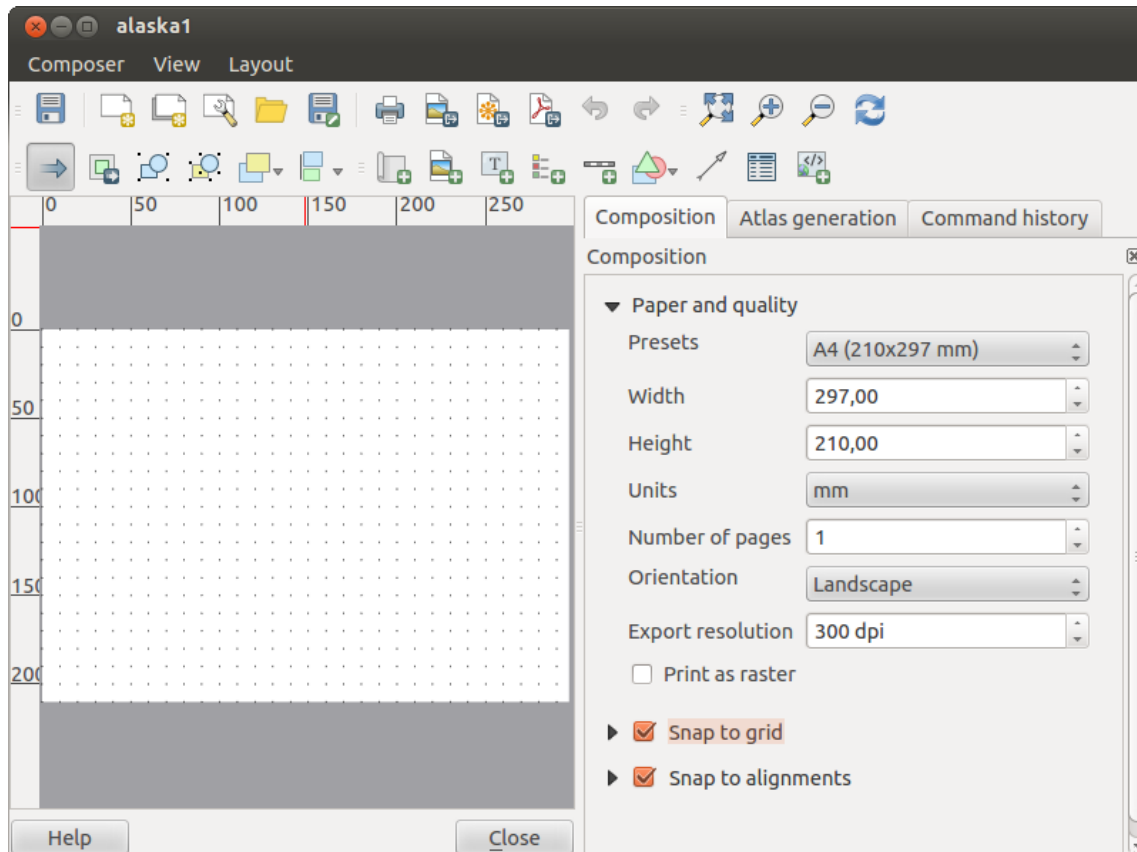 alaska1
Composer View Layout
0 50 100 150 200 250
0
50
100
150
200
Composition Atlas generation Command history
Composition
Paper and quality
Presets A4 (210x297 mm)
Width 297,00
Height 210,00
Units mm
Number of pages 1
Orientation Landscape
Export resolution 300 dpi
Print as raster
Snap to grid
Snap to alignments
Help Close